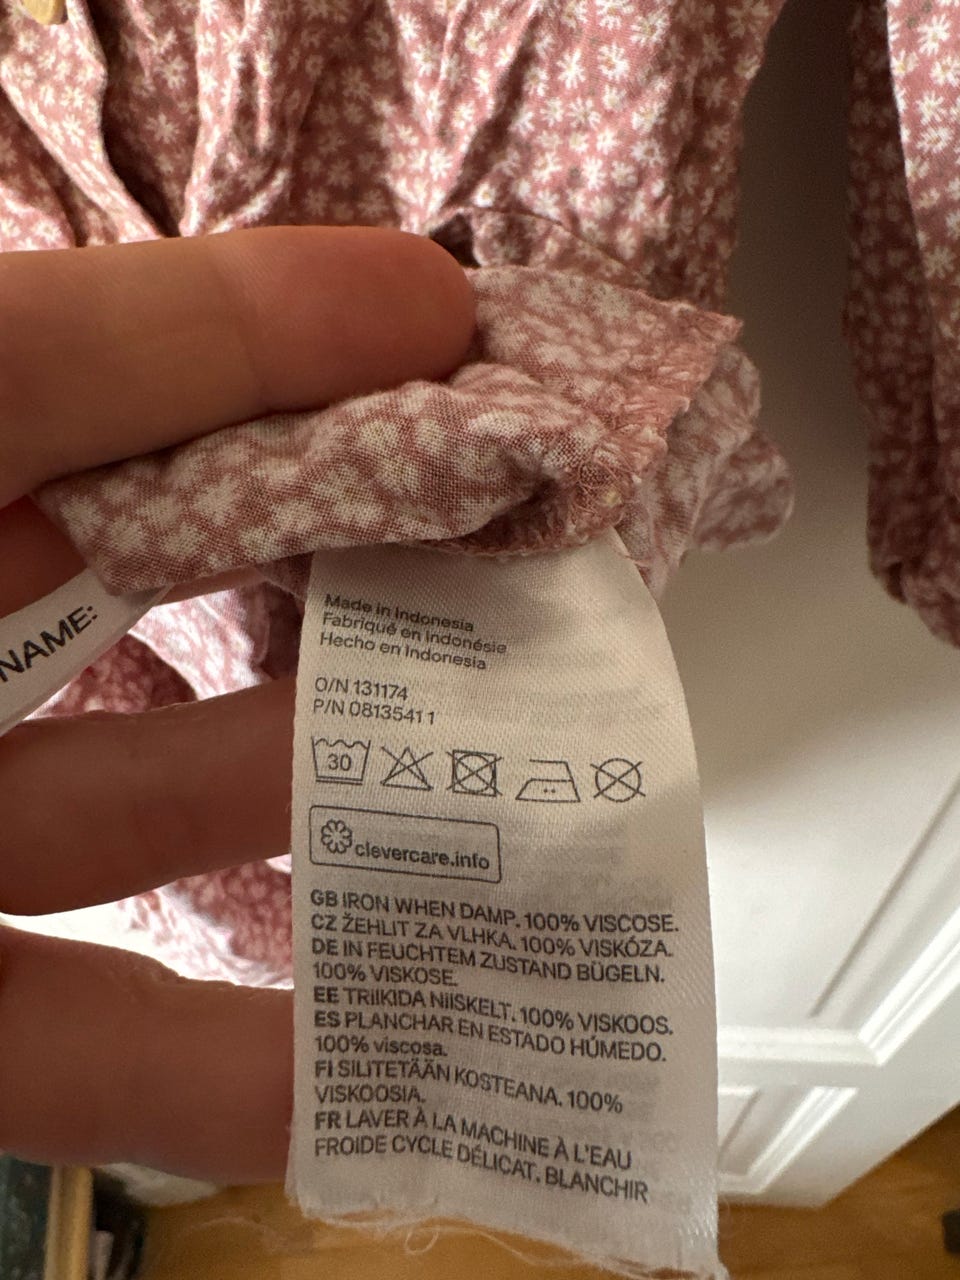 NAME:
Made in Indonesia
Fabriqué en Indonésie
Hecho en Indonesia
O/N 131174
P/N 0813541 1
30
clevercare.info
GB IRON WHEN DAMP. 100% VISCOSE.
CZ ŽEHLIT ZA VLHKA. 100% VISKÓZA.
DE IN FEUCHTEM ZUSTAND BÜGELN.
100% VISKOSE.
EE TRIIKIDA NIISKELT. 100% VISKOOS.
ES PLANCHAR EN ESTADO HÚMEDO.
100% viscosa.
FI SILITETÄÄN KOSTEANA. 100%
VISKOOSIA.
FR LAVER À LA MACHINE À L'EAU
FROIDE CYCLE DÉLICAT. BLANCHIR